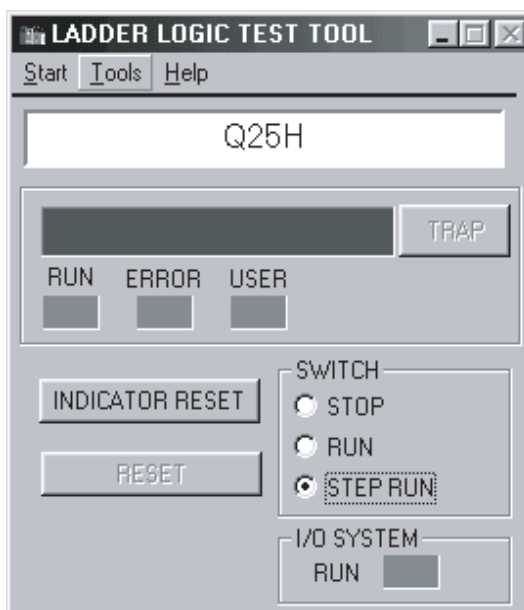 LADDER LOGIC TEST TOOL
Start Tools Help
Q25H
TRAP
RUN ERROR USER
INDICATOR RESET
RESET
SWITCH
STOP
RUN
STEP RUN
I/O SYSTEM
RUN